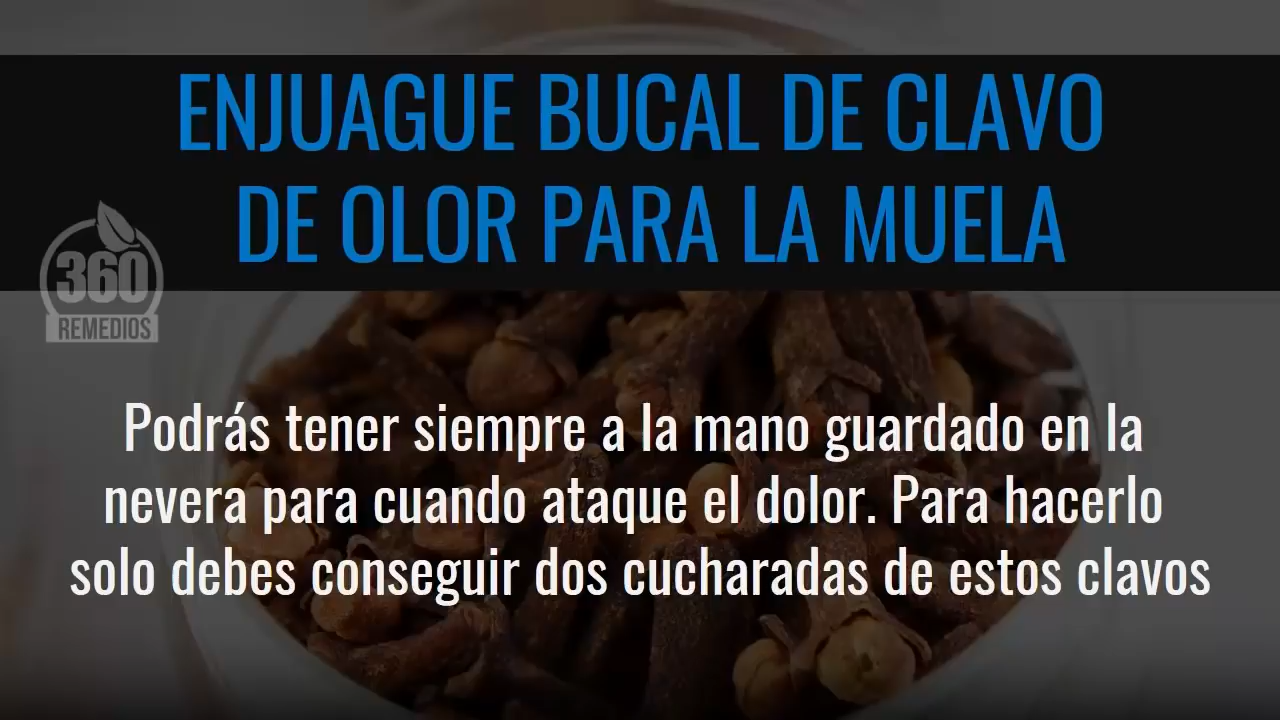 ENJUAGUE BUCAL DE CLAVO
DE OLOR PARA LA MUELA
360
REMEDIOS
Podrás tener siempre a la mano guardado en la
nevera para cuando ataque el dolor. Para hacerlo
solo debes conseguir dos cucharadas de estos clavos